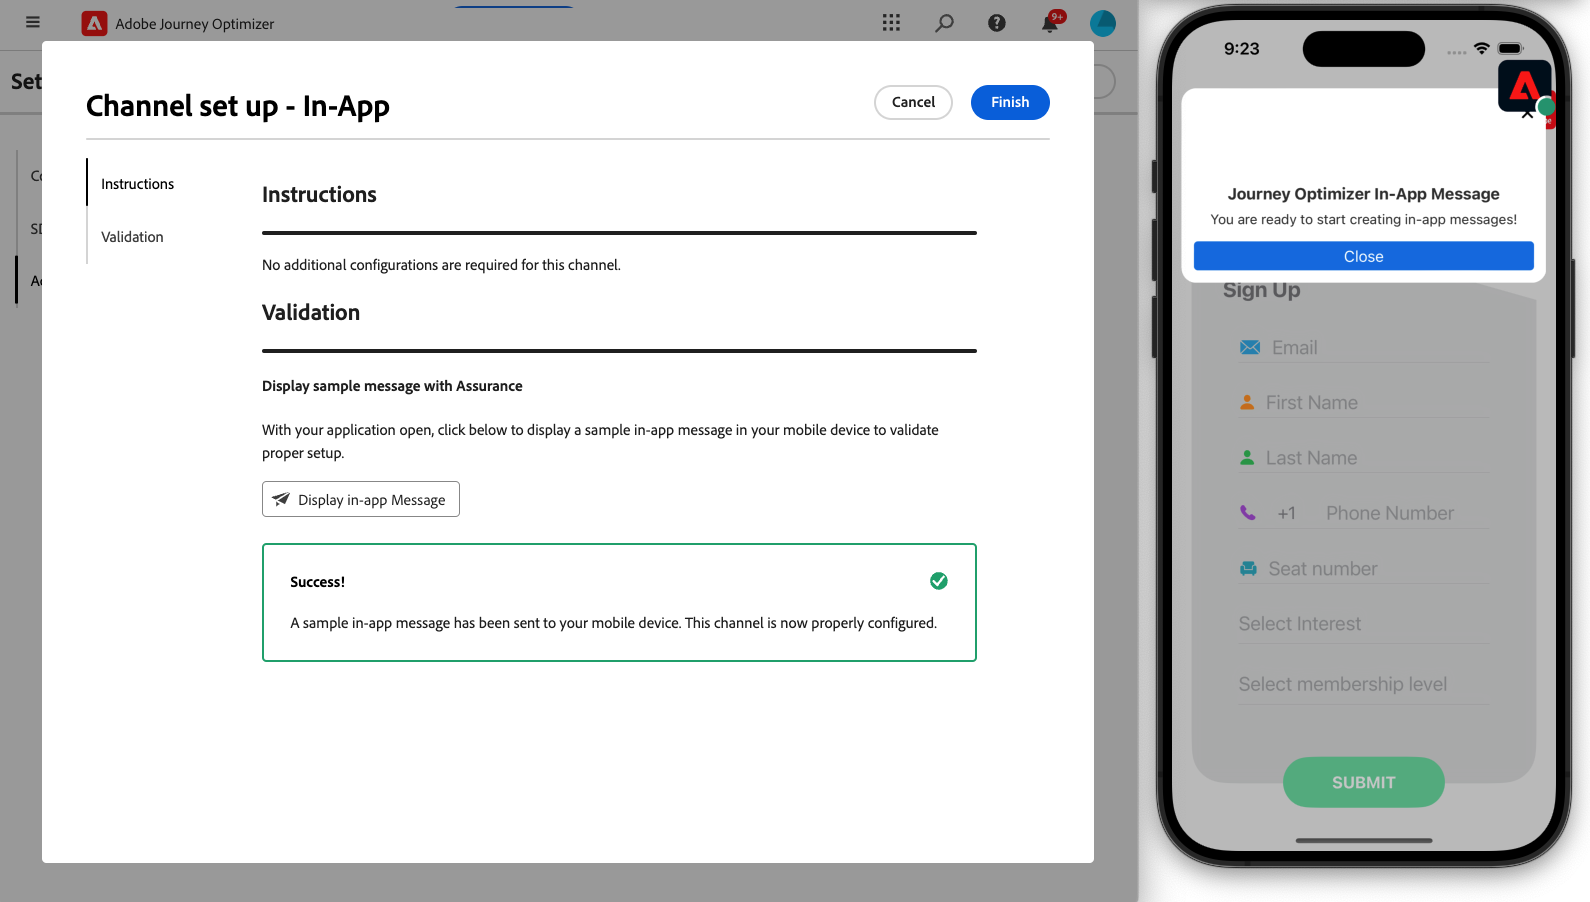 Adobe Journey Optimizer
9+
Set
Channel set up - In-App
Cancel
Finish
Instructions
Validation
Instructions
No additional configurations are required for this channel.
Validation
Display sample message with Assurance
With your application open, click below to display a sample in-app message in your mobile device to validate
proper setup.
Display in-app Message
Success!
A sample in-app message has been sent to your mobile device. This channel is now properly configured.
9:23
Journey Optimizer In-App Message
You are ready to start creating in-app messages!
Close
Sign Up
Email
First Name
Last Name
+1 Phone Number
Seat number
Select Interest
Select membership level
SUBMIT